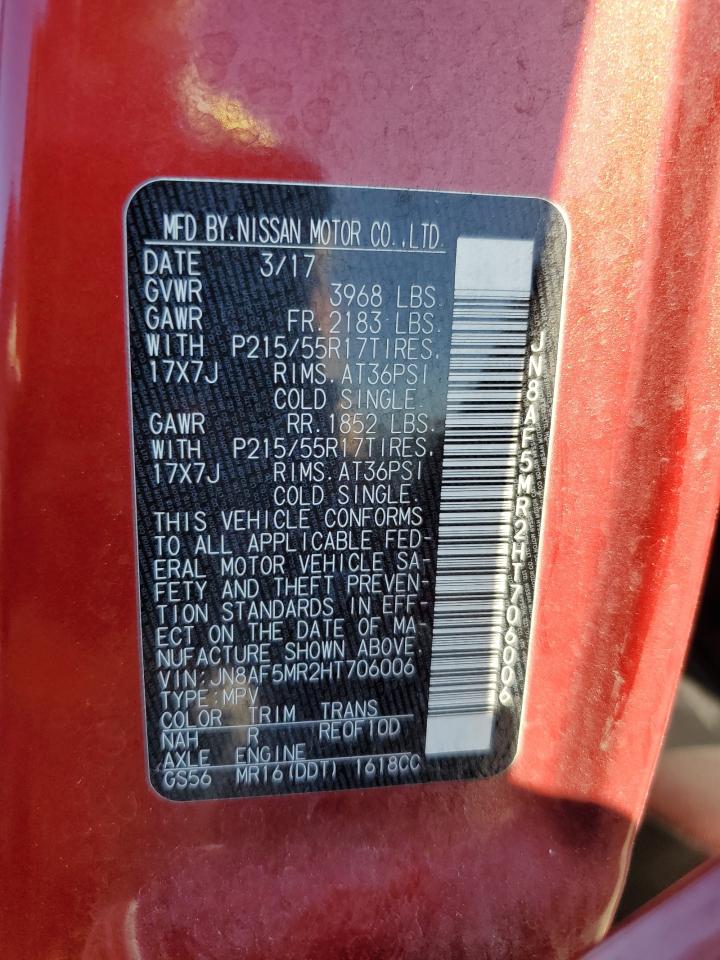 MFD BY.NISSAN MOTOR CO.,LTD.
DATE 3/17
GVWR 3968 LBS.
GAWR FR.2183 LBS.
WITH P215/55R17TIRES,
17X7J RIMS.AT36PSI
COLD SINGLE.
GAWR RR.1852 LBS.
WITH P215/55R17TIRES,
17X7J RIMS.AT36PSI
COLD SINGLE.
THIS VEHICLE CONFORMS
TO ALL APPLICABLE FED-
ERAL MOTOR VEHICLE SA-
FETY AND THEFT PREVEN-
TION STANDARDS IN EFF-
ECT ON THE DATE OF MA-
NUFACTURE SHOWN ABOVE.
VIN:JN8AF5MR2HT706006
TYPE:MPV
COLOR TRIM TRANS
NAH R RE0F10D
AXLE ENGINE
GS56 MR16(DDT) 1618CC
JN8AF5MR2HT706006